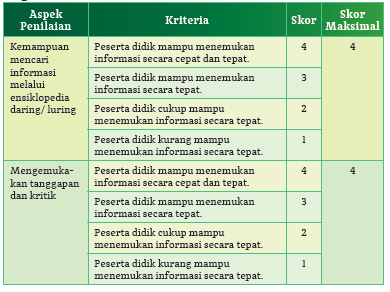 Aspek Penilaian
Kriteria
Skor
Skor Maksimal
Kemampuan
mencari
informasi
melalui
ensiklopedia
daring/ luring
Peserta didik mampu menemukan
informasi secara cepat dan tepat.
4
4
Peserta didik mampu menemukan
informasi secara tepat.
3
Peserta didik cukup mampu
menemukan informasi secara tepat.
2
Peserta didik kurang mampu
menemukan informasi secara tepat.
1
Mengemuka-
kan tanggapan
dan kritik
Peserta didik mampu menemukan
informasi secara cepat dan tepat.
4
4
Peserta didik mampu menemukan
informasi secara tepat.
3
Peserta didik cukup mampu
menemukan informasi secara tepat.
2
Peserta didik kurang mampu
menemukan informasi secara tepat.
1